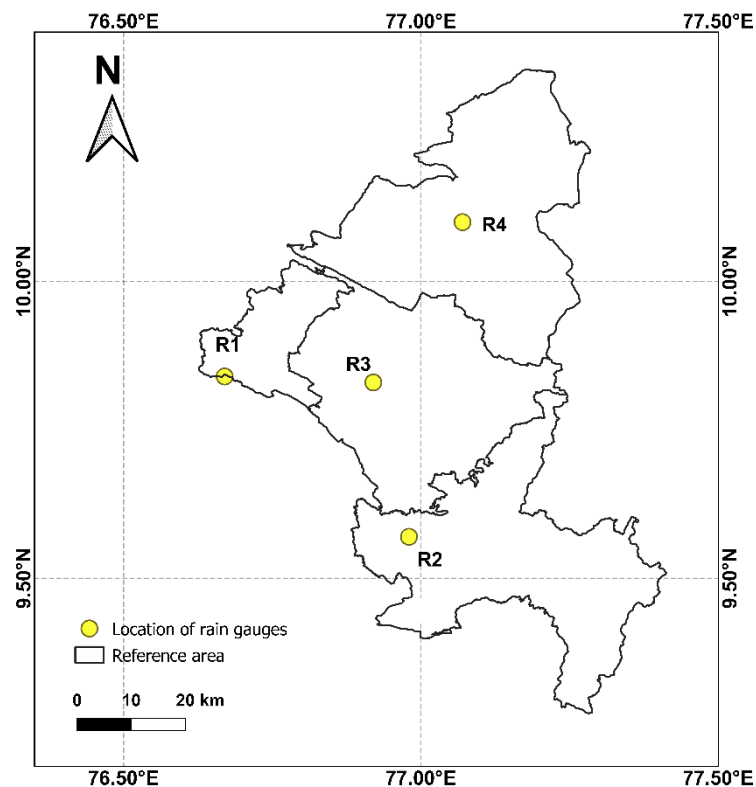 76.50°E 77.00°E 77.50°E
N
R4
10.00°N 10.00°N
R1
R3
R2
9.50°N 9.50°N
Location of rain gauges
Reference area
0 10 20 km
76.50°E 77.00°E 77.50°E